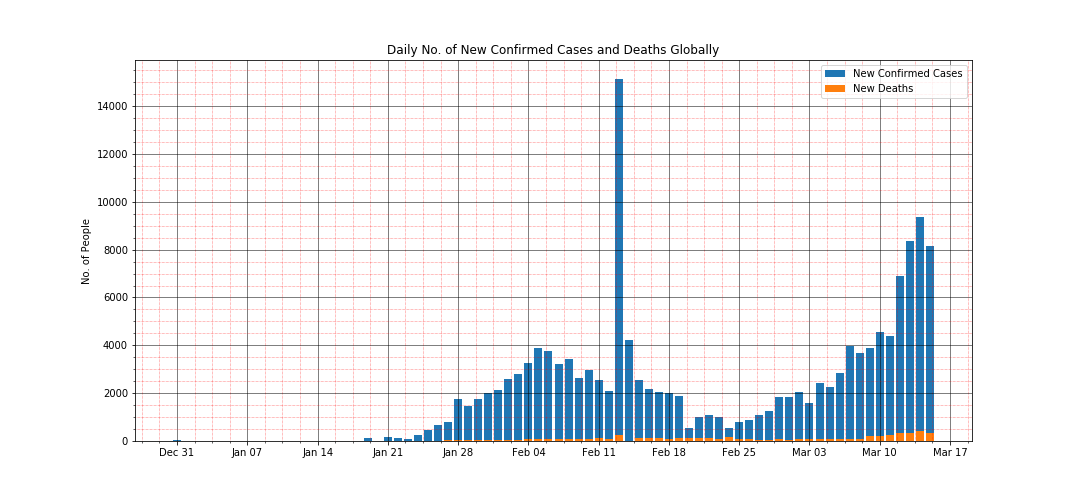 Daily No. of New Confirmed Cases and Deaths Globally
New Confirmed Cases
New Deaths
No. of People
14000
12000
10000
8000
6000
4000
2000
0
Dec 31 Jan 07 Jan 14 Jan 21 Jan 28 Feb 04 Feb 11 Feb 18 Feb 25 Mar 03 Mar 10 Mar 17